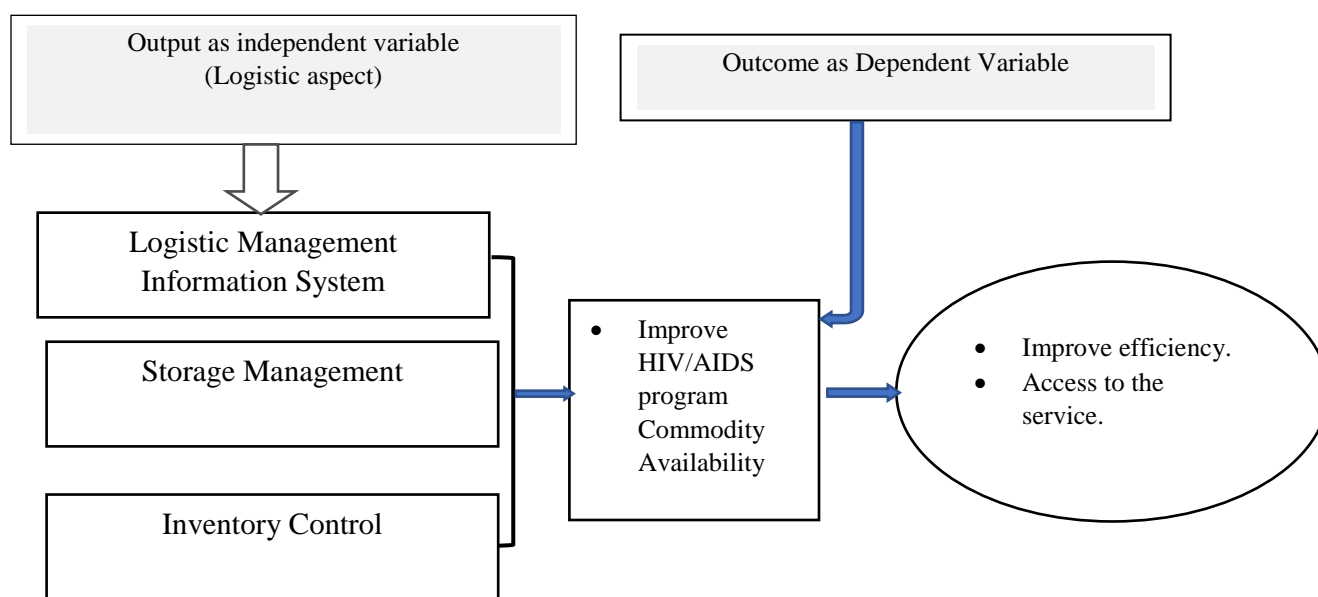 Output as independent variable
(Logistic aspect)
Outcome as Dependent Variable
Logistic Management
Information System
Storage Management
Inventory Control
• Improve
HIV/AIDS
program
Commodity
Availability
• Improve efficiency.
• Access to the
service.